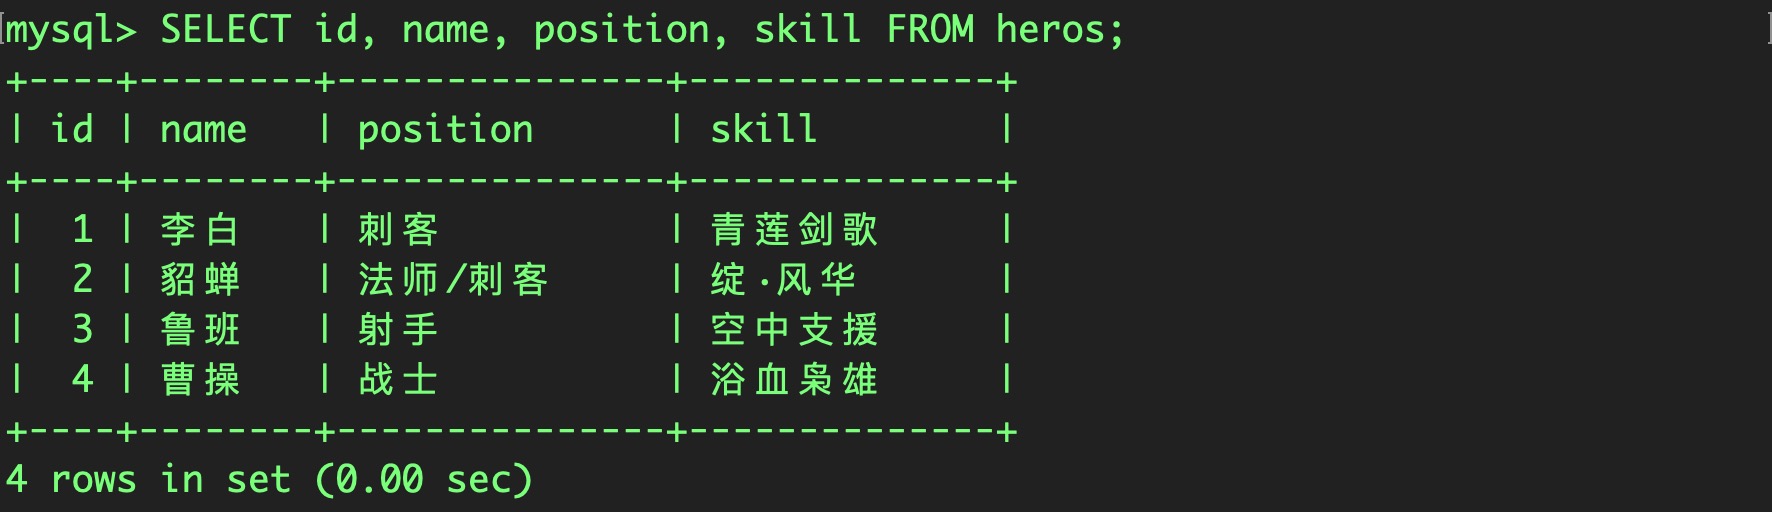 mysql> SELECT id, name, position, skill FROM heros;
+----+--------+---------------+--------------+
| id | name   | position      | skill        |
+----+--------+---------------+--------------+
|  1 | 李白   | 刺客          | 青莲剑歌     |
|  2 | 貂蝉   | 法师/刺客     | 绽·风华      |
|  3 | 鲁班   | 射手          | 空中支援     |
|  4 | 曹操   | 战士          | 浴血枭雄     |
+----+--------+---------------+--------------+
4 rows in set (0.00 sec)